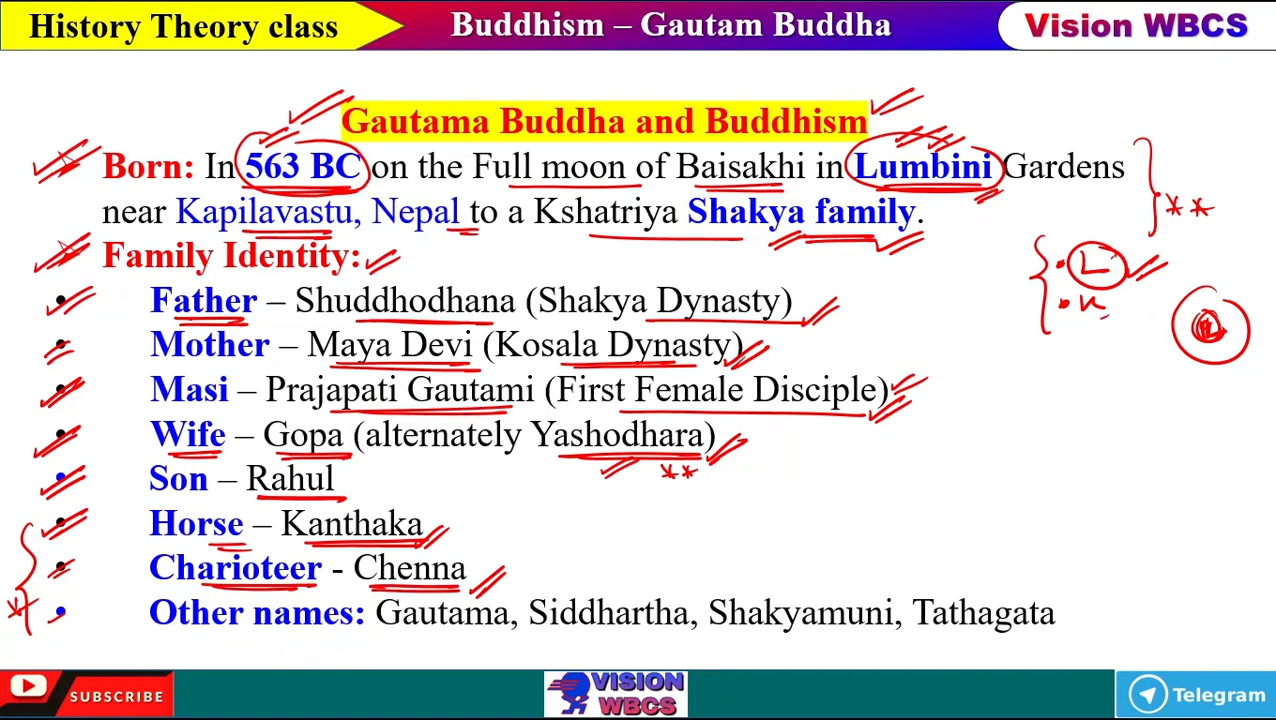 History Theory class
Buddhism – Gautam Buddha
Vision WBCS
Gautama Buddha and Buddhism
Born: In 563 BC on the Full moon of Baisakhi in Lumbini Gardens
near Kapilavastu, Nepal to a Kshatriya Shakya family.
Family Identity:
• Father – Shuddhodhana (Shakya Dynasty)
• Mother – Maya Devi (Kosala Dynasty)
• Masi – Prajapati Gautami (First Female Disciple)
• Wife – Gopa (alternately Yashodhara)
• Son – Rahul
• Horse – Kanthaka
• Charioteer - Chenna
• Other names: Gautama, Siddhartha, Shakyamuni, Tathagata
• L
• K
SUBSCRIBE
VISION
WBCS
Telegram